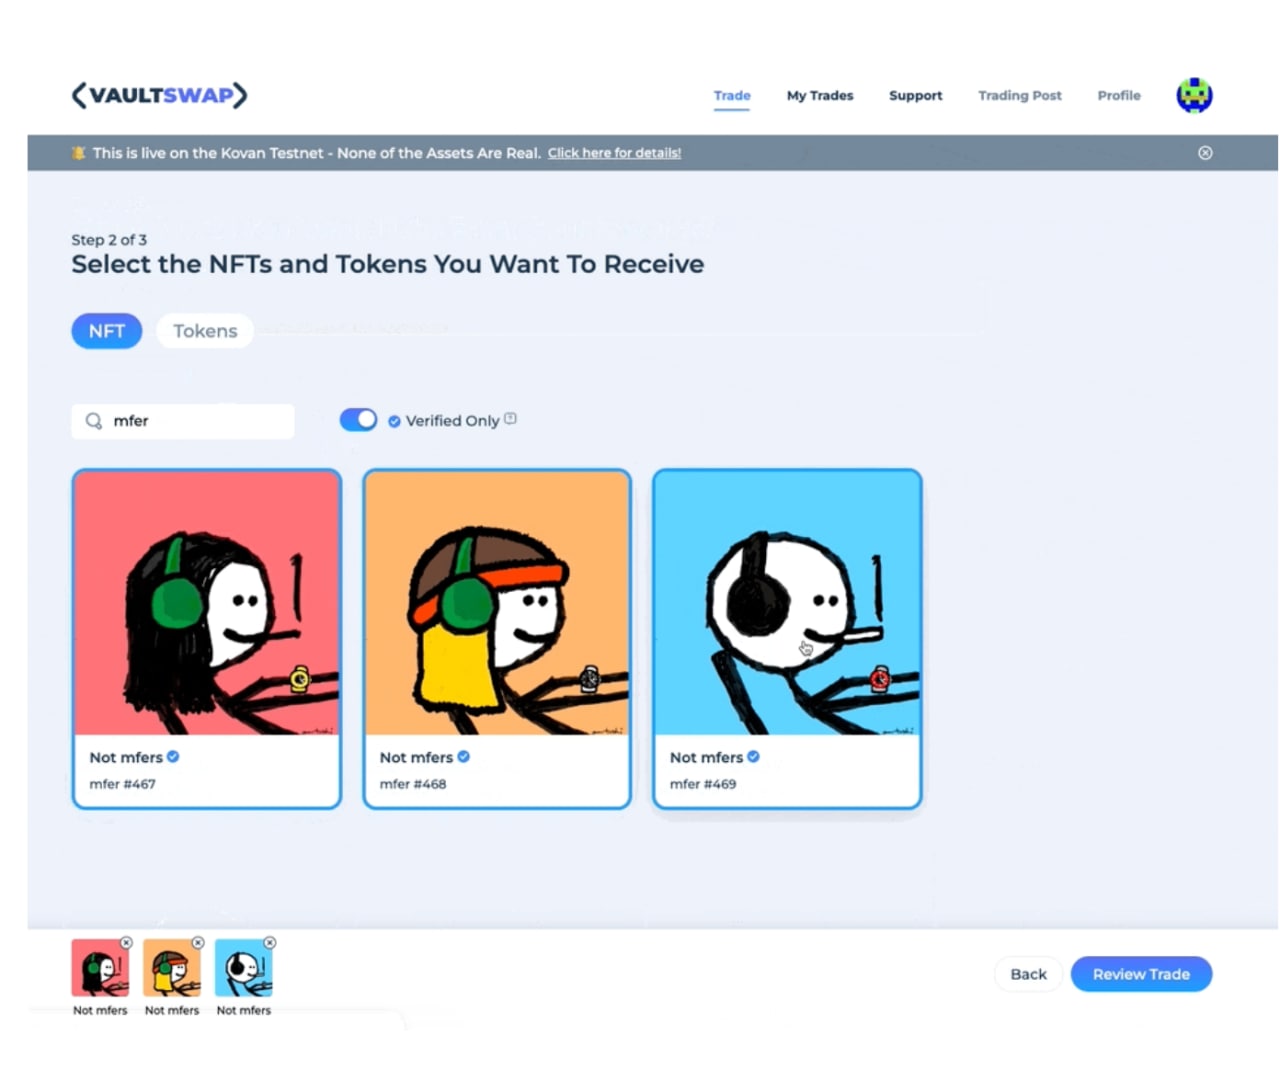 VAULTSWAP
Trade My Trades Support Trading Post Profile
This is live on the Kovan Testnet - None of the Assets Are Real. Click here for details!
Step 2 of 3
Select the NFTs and Tokens You Want To Receive
NFT Tokens
mfer Verified Only
Not mfers Not mfers Not mfers
mfer #467 mfer #468 mfer #469
Back Review Trade
Not mfers Not mfers Not mfers